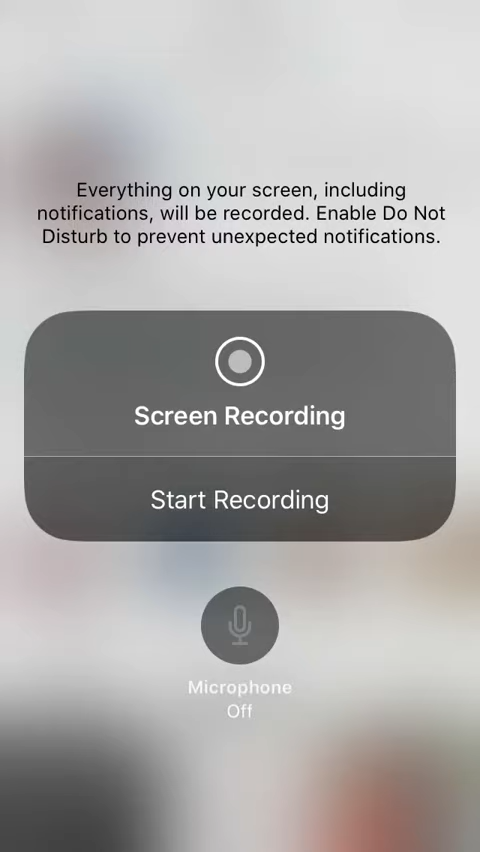 Everything on your screen, including
notifications, will be recorded. Enable Do Not
Disturb to prevent unexpected notifications.
Screen Recording
Start Recording
Microphone
Off